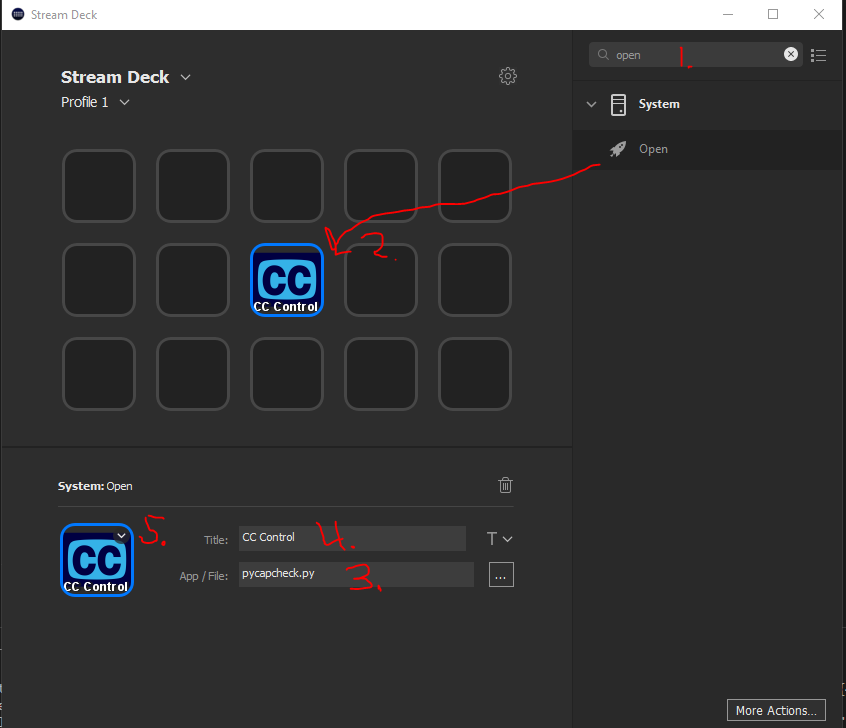 Stream Deck
open
1.
Stream Deck
Profile 1
System
Open
2.
CC
CC Control
System: Open
5.
CC
CC Control
Title:
CC Control
4.
T
App / File:
pycapcheck.py
3.
...
More Actions...